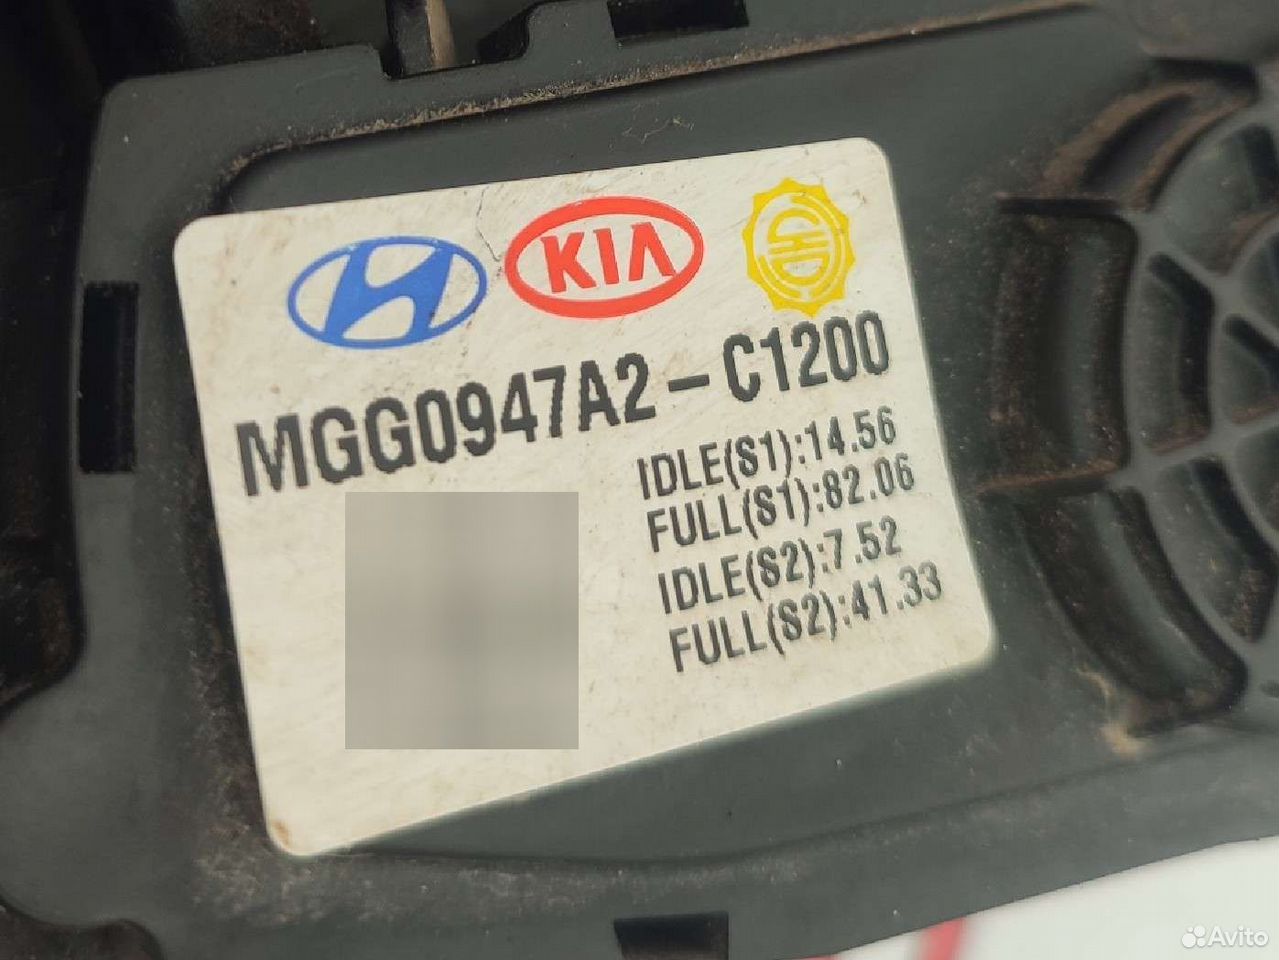 KIA
CHD
MGG0947A2-C1200
IDLE(S1):14.56
FULL(S1):82.06
IDLE(S2):7.52
FULL(S2):41.33
Avito